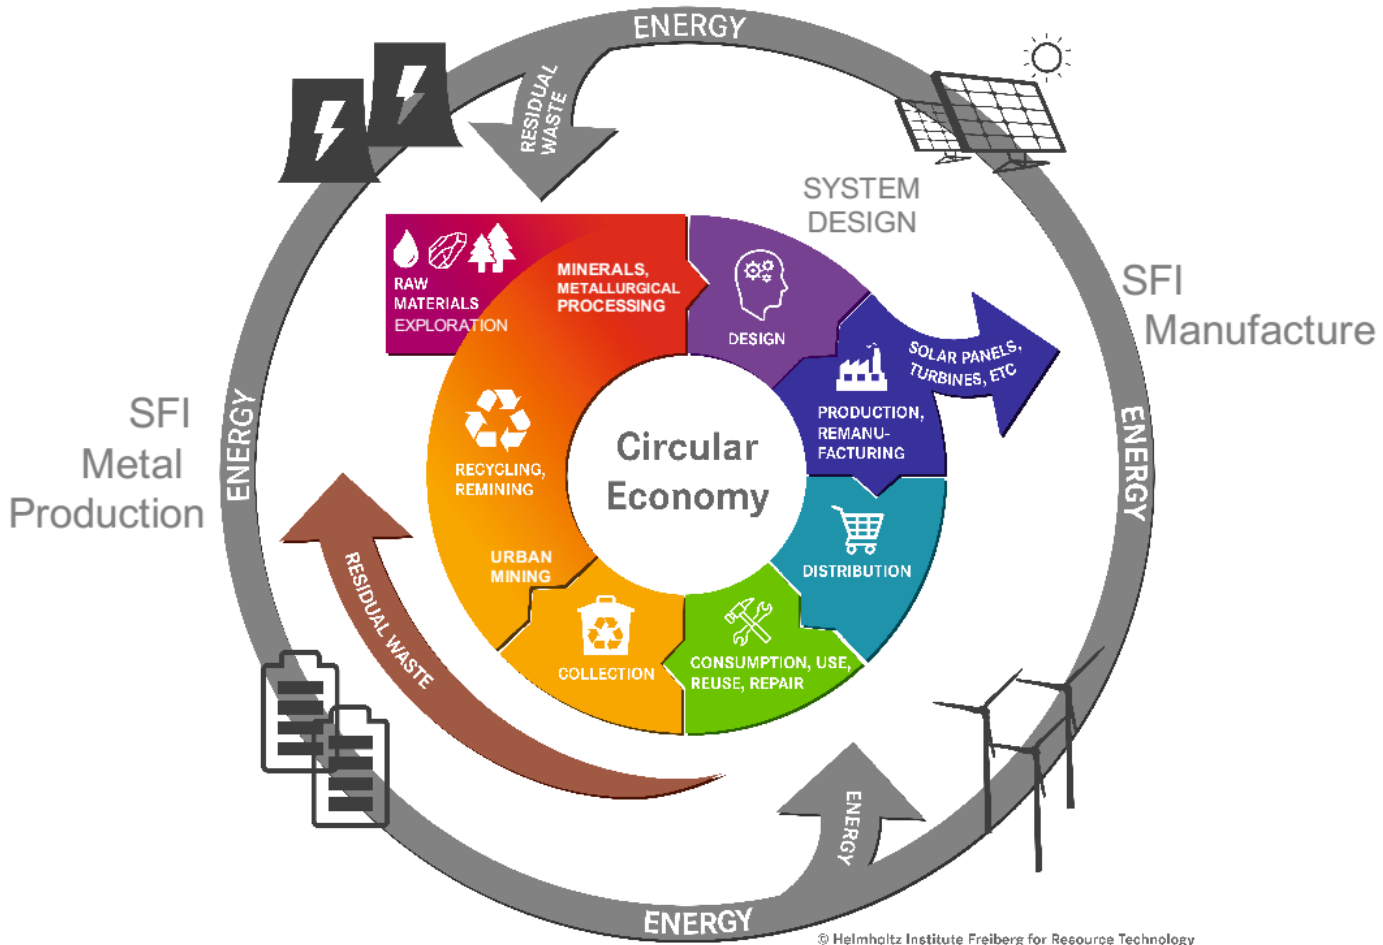 ENERGY
RESIDUAL
WASTE
SYSTEM
DESIGN
RAW
MATERIALS
EXPLORATION
MINERALS,
METALLURGICAL
PROCESSING
DESIGN
SOLAR PANELS,
TURBINES, ETC
SFI
Manufacture
PRODUCTION,
REMANU-
FACTURING
SFI
Metal
Production
ENERGY
RECYCLING,
REMINING
Circular
Economy
ENERGY
URBAN
MINING
DISTRIBUTION
COLLECTION
CONSUMPTION, USE,
REUSE, REPAIR
RESIDUAL WASTE
ENERGY
ENERGY
© Helmholtz Institute Freiberg for Resource Technology